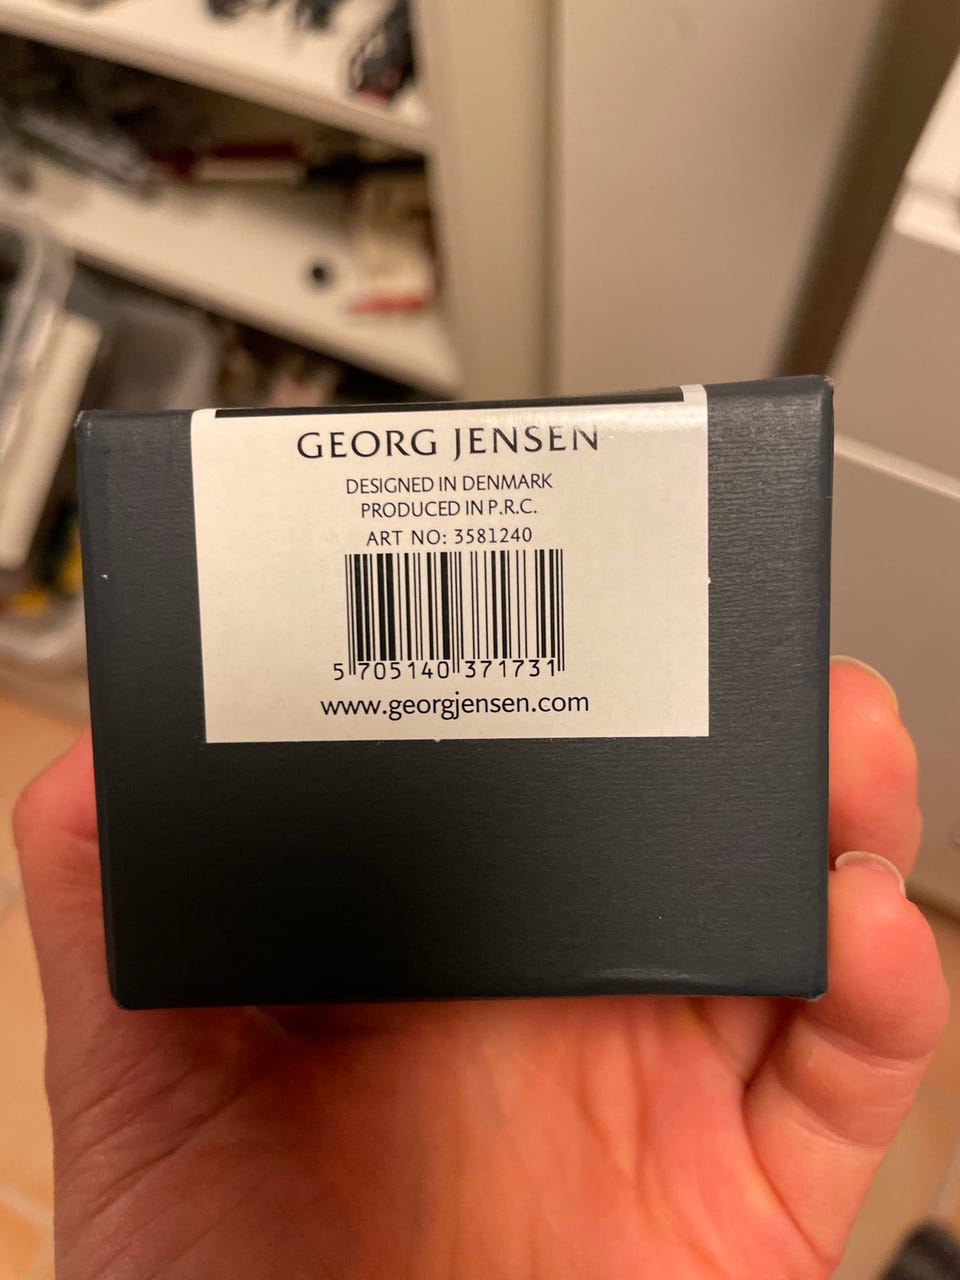 GEORG JENSEN
DESIGNED IN DENMARK
PRODUCED IN P.R.C.
ART NO: 3581240
5 705140 371731
www.georgjensen.com